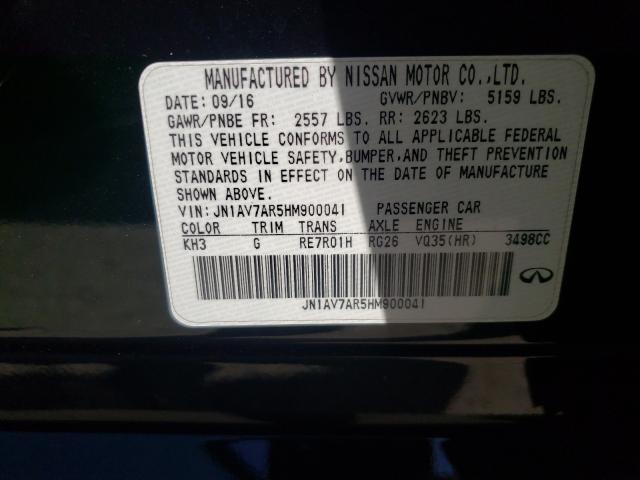 MANUFACTURED BY NISSAN MOTOR CO.,LTD.
DATE: 09/16 GVWR/PNBV: 5159 LBS.
GAWR/PNBE FR: 2557 LBS. RR: 2623 LBS.
THIS VEHICLE CONFORMS TO ALL APPLICABLE FEDERAL
MOTOR VEHICLE SAFETY,BUMPER,AND THEFT PREVENTION
STANDARDS IN EFFECT ON THE DATE OF MANUFACTURE
SHOWN ABOVE.
VIN: JN1AV7AR5HM900041 PASSENGER CAR
COLOR TRIM TRANS AXLE ENGINE
KH3 G RE7R01H RG26 VQ35(HR) 3498CC
JN1AV7AR5HM900041